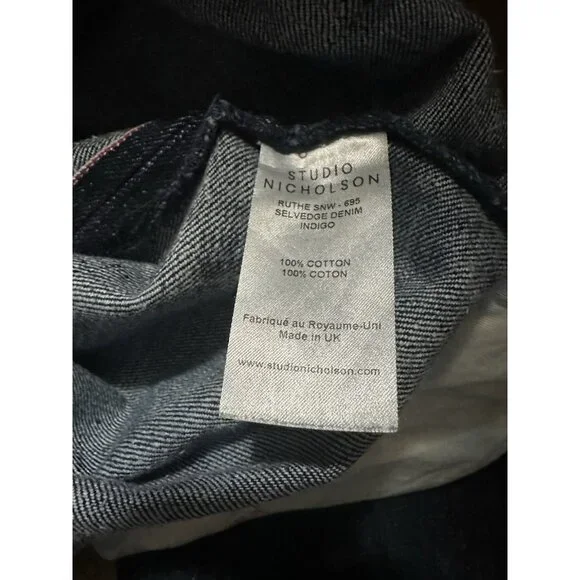 STUDIO
NICHOLSON
RUTHE SNW - 695
SELVEDGE DENIM
INDIGO
100% COTTON
100% COTON
Fabriqué au Royaume-Uni
Made in UK
www.studionicholson.com